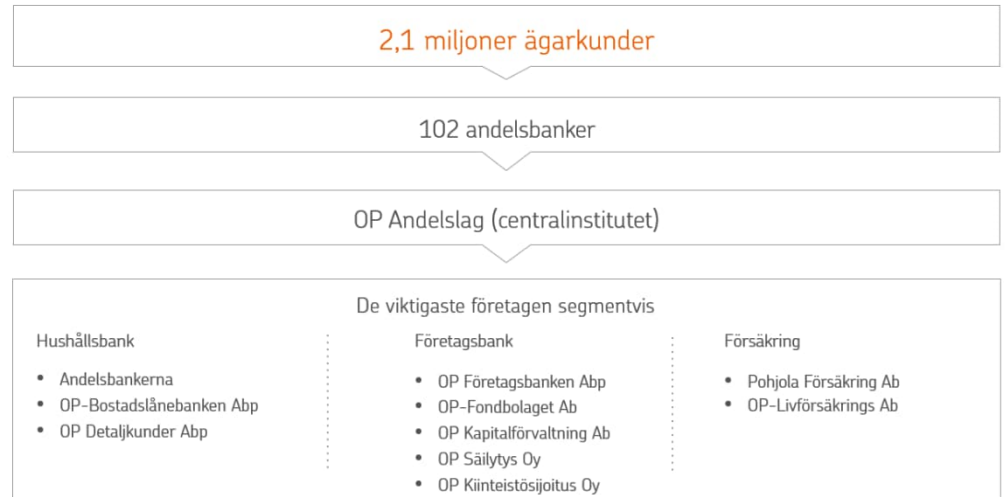 2,1 miljoner ägarkunder
102 andelsbanker
OP Andelslag (centralinstitutet)
De viktigaste företagen segmentvis
Hushållsbank
• Andelsbankerna
• OP-Bostadslånebanken Abp
• OP Detaljkunder Abp
Företagsbank
• OP Företagsbanken Abp
• OP-Fondbolaget Ab
• OP Kapitalförvaltning Ab
• OP Säilytys Oy
• OP Kiinteistösijoitus Oy
Försäkring
• Pohjola Försäkring Ab
• OP-Livförsäkrings Ab